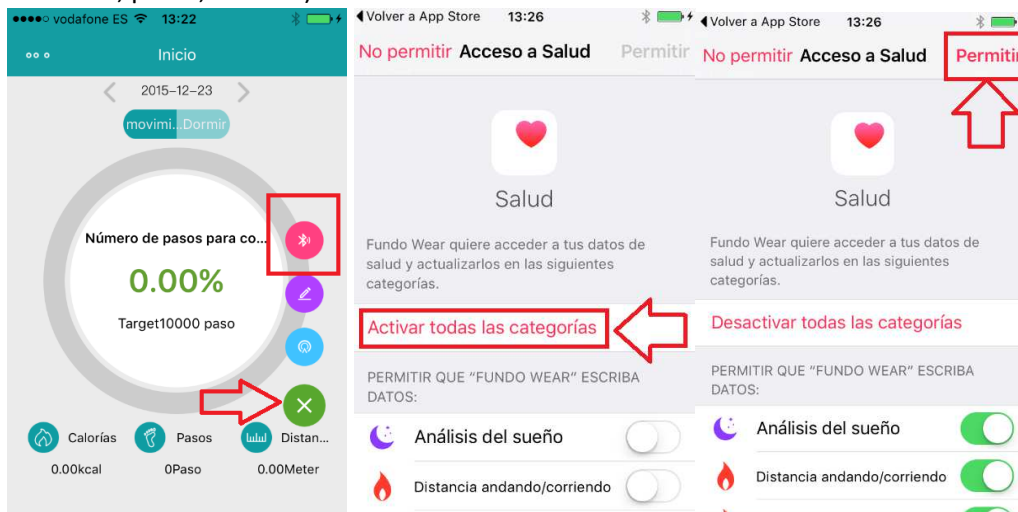 vodafone ES 13:22
Inicio
2015-12-23
movimi...Dormir
Número de pasos para co...
0.00%
Target10000 paso
Calorías Pasos Distan...
0.00kcal 0Paso 0.00Meter
Volver a App Store 13:26
No permitir Acceso a Salud Permitir
Salud
Fundo Wear quiere acceder a tus datos de
salud y actualizarlos en las siguientes
categorías.
Activar todas las categorías
PERMITIR QUE “FUNDO WEAR” ESCRIBA
DATOS:
Análisis del sueño
Distancia andando/corriendo
Volver a App Store 13:26
No permitir Acceso a Salud Permitir
Salud
Fundo Wear quiere acceder a tus datos de
salud y actualizarlos en las siguientes
categorías.
Desactivar todas las categorías
PERMITIR QUE “FUNDO WEAR” ESCRIBA
DATOS:
Análisis del sueño
Distancia andando/corriendo